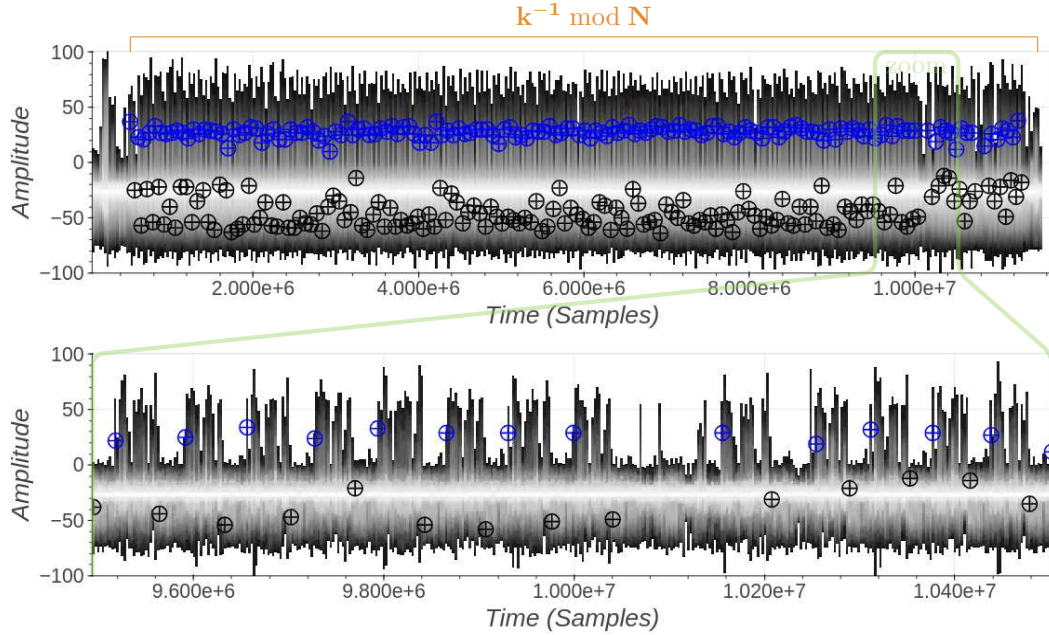 k⁻¹ mod N
zoom
100
50
0
−50
−100
Amplitude
2.000e+6
4.000e+6
6.000e+6
8.000e+6
1.000e+7
Time (Samples)
100
50
0
−50
−100
Amplitude
9.600e+6
9.800e+6
1.000e+7
1.020e+7
1.040e+7
Time (Samples)